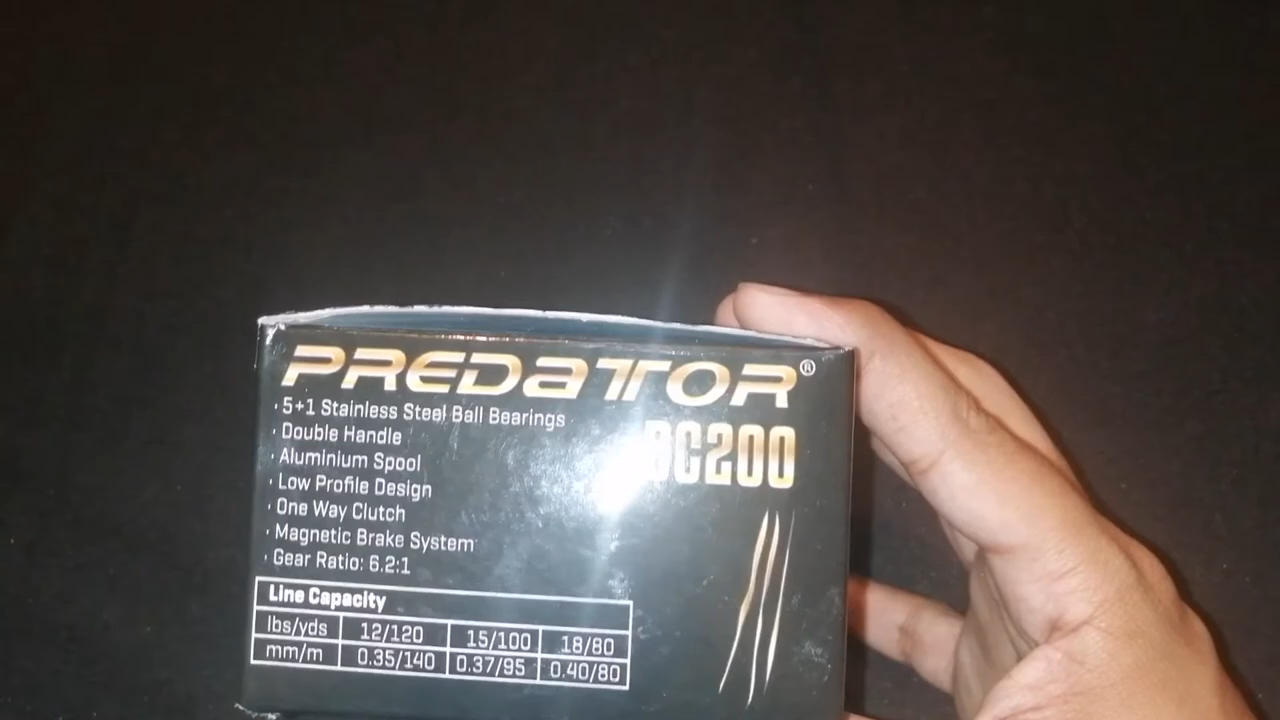 PREDATOR®
· 5+1 Stainless Steel Ball Bearings
BC200
· Double Handle
· Aluminium Spool
· Low Profile Design
· One Way Clutch
· Magnetic Brake System
· Gear Ratio: 6.2:1
Line Capacity
lbs/yds 12/120 15/100 18/80
mm/m 0.35/140 0.37/95 0.40/80